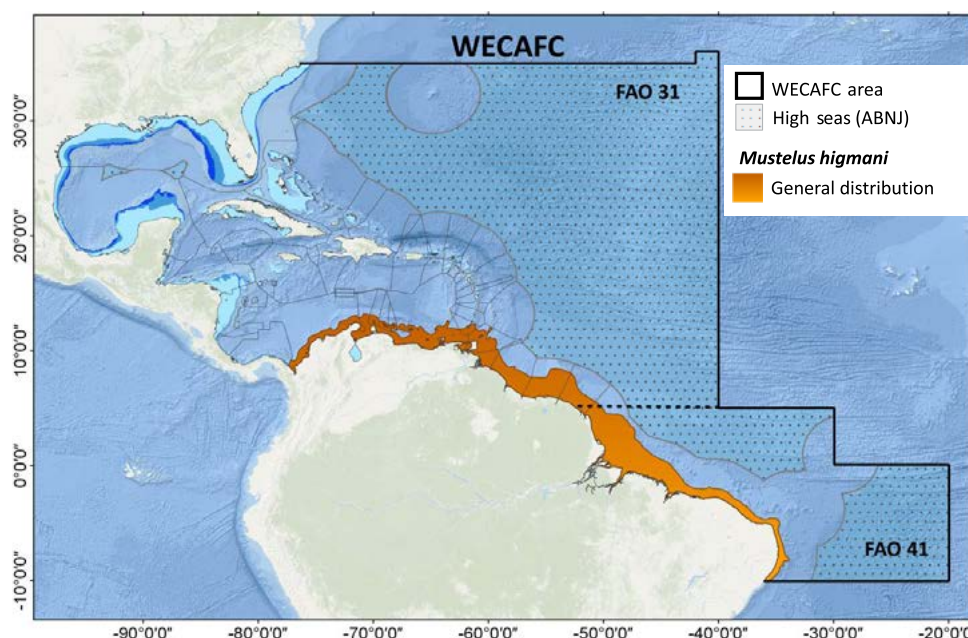 WECAFC
FAO 31
WECAFC area
High seas (ABNJ)
Mustelus higmani
General distribution
FAO 41
30°0'0"
20°0'0"
10°0'0"
0°0'0"
-10°0'0"
-90°0'0"
-80°0'0"
-70°0'0"
-60°0'0"
-50°0'0"
-40°0'0"
-30°0'0"
-20°0'0"